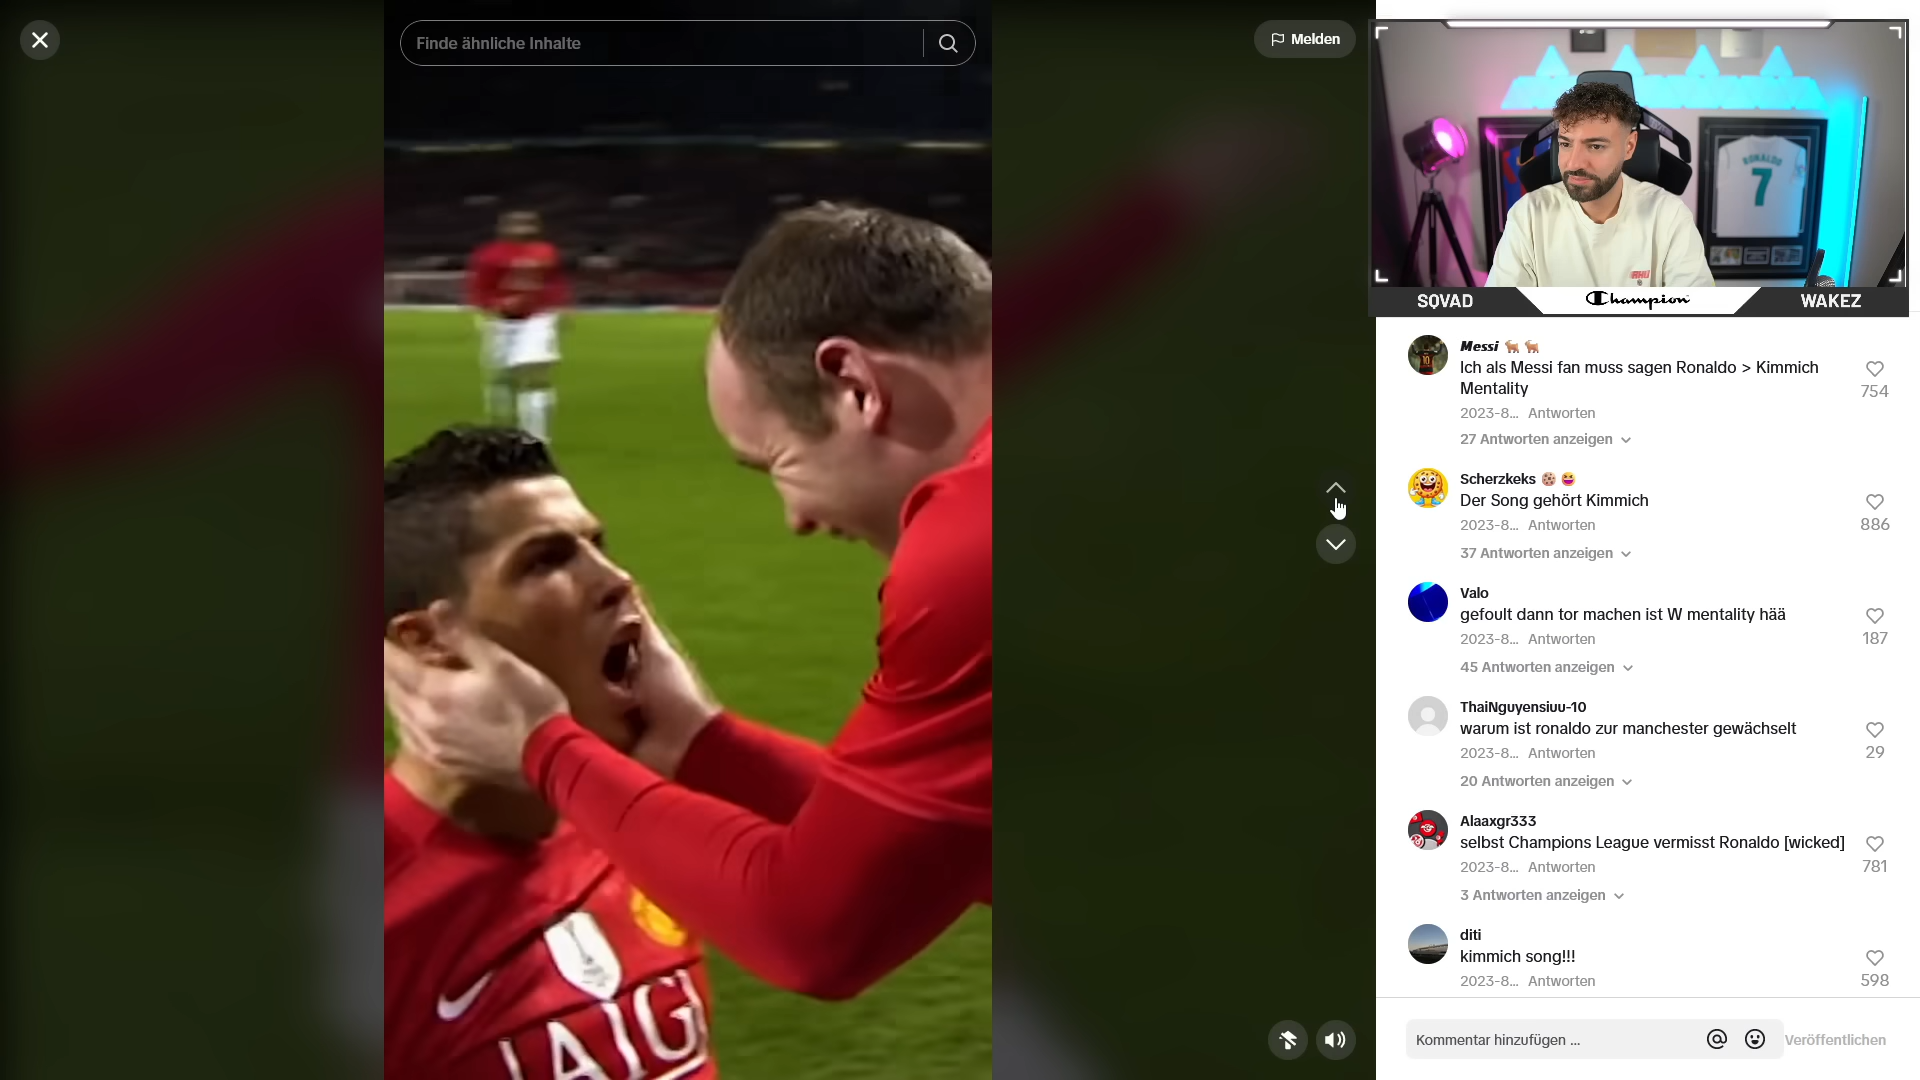 Finde ähnliche Inhalte
Melden
RONALDO
7
SQVAD
Champion
WAKEZ
Messi
Ich als Messi fan muss sagen Ronaldo > Kimmich
Mentality
754
2023-8... Antworten
27 Antworten anzeigen
Scherzkeks
Der Song gehört Kimmich
886
2023-8... Antworten
37 Antworten anzeigen
Valo
gefoult dann tor machen ist W mentality hää
187
2023-8... Antworten
45 Antworten anzeigen
ThaiNguyensiuu-10
warum ist ronaldo zur manchester gewächselt
29
2023-8... Antworten
20 Antworten anzeigen
Alaaxgr333
selbst Champions League vermisst Ronaldo [wicked]
781
2023-8... Antworten
3 Antworten anzeigen
diti
kimmich song!!!
598
2023-8... Antworten
Kommentar hinzufügen ...
Veröffentlichen
AIG